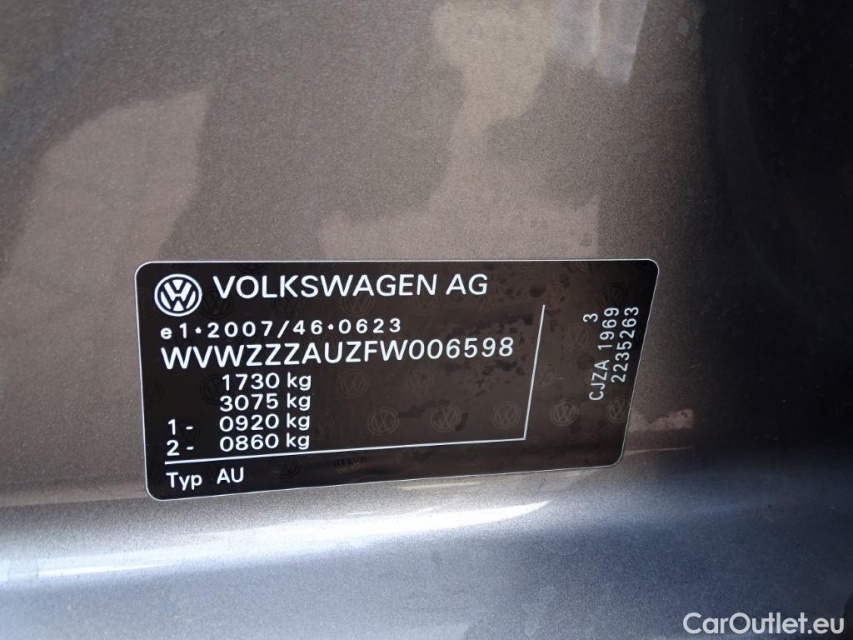 VOLKSWAGEN AG
e1•2007/46•0623
WVWZZZAUZFW006598
1730 kg
3075 kg
1 - 0920 kg
2 - 0860 kg
Typ AU
3
CJZA 1969
2235263
CarOutlet.eu